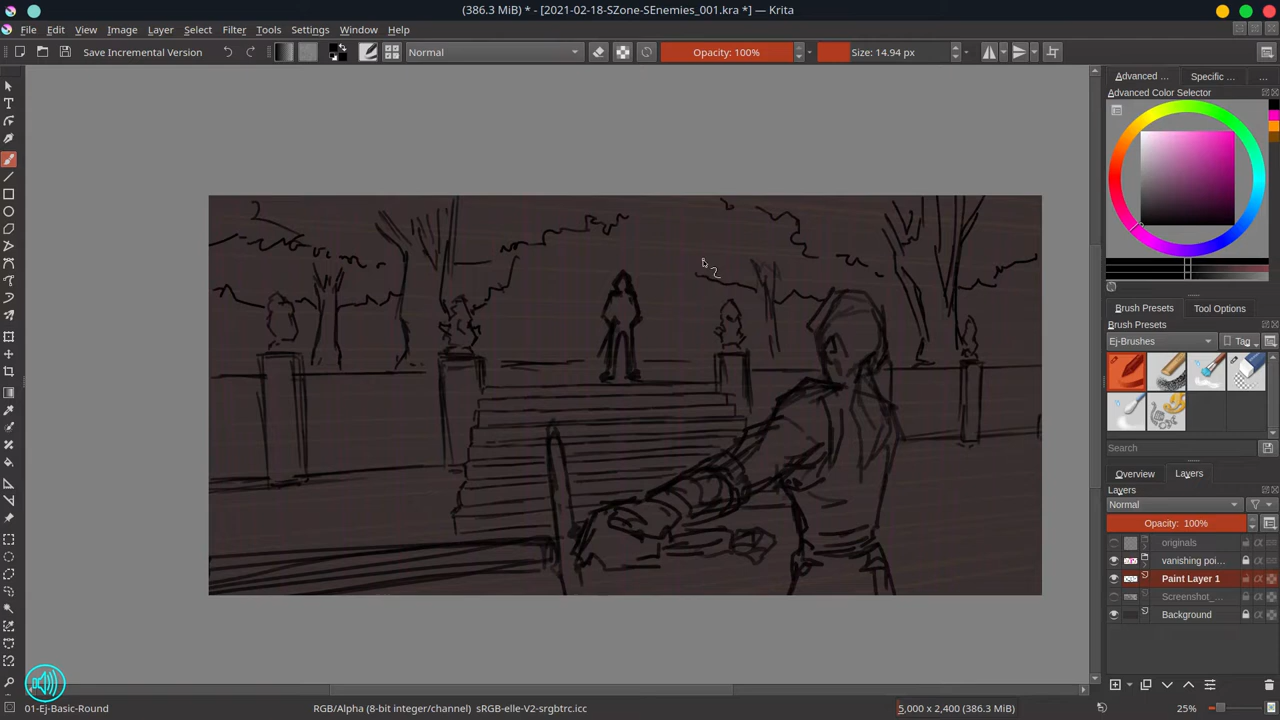 (386.3 MiB) * - [2021-02-18-SZone-SEnemies_001.kra *] — Krita
File Edit View Image Layer Select Filter Tools Settings Window Help
Save Incremental Version Normal Opacity: 100% Size: 14.94 px
Advanced ... Specific ... ...
Advanced Color Selector
Brush Presets Tool Options
Brush Presets
Ej-Brushes Tag
Search
Overview Layers
Layers
Normal
Opacity: 100%
originals
vanishing poi...
Paint Layer 1
Screenshot_...
Background
01-Ej-Basic-Round RGB/Alpha (8-bit integer/channel) sRGB-elle-V2-srgbtrc.icc 5,000 x 2,400 (386.3 MiB) 25%